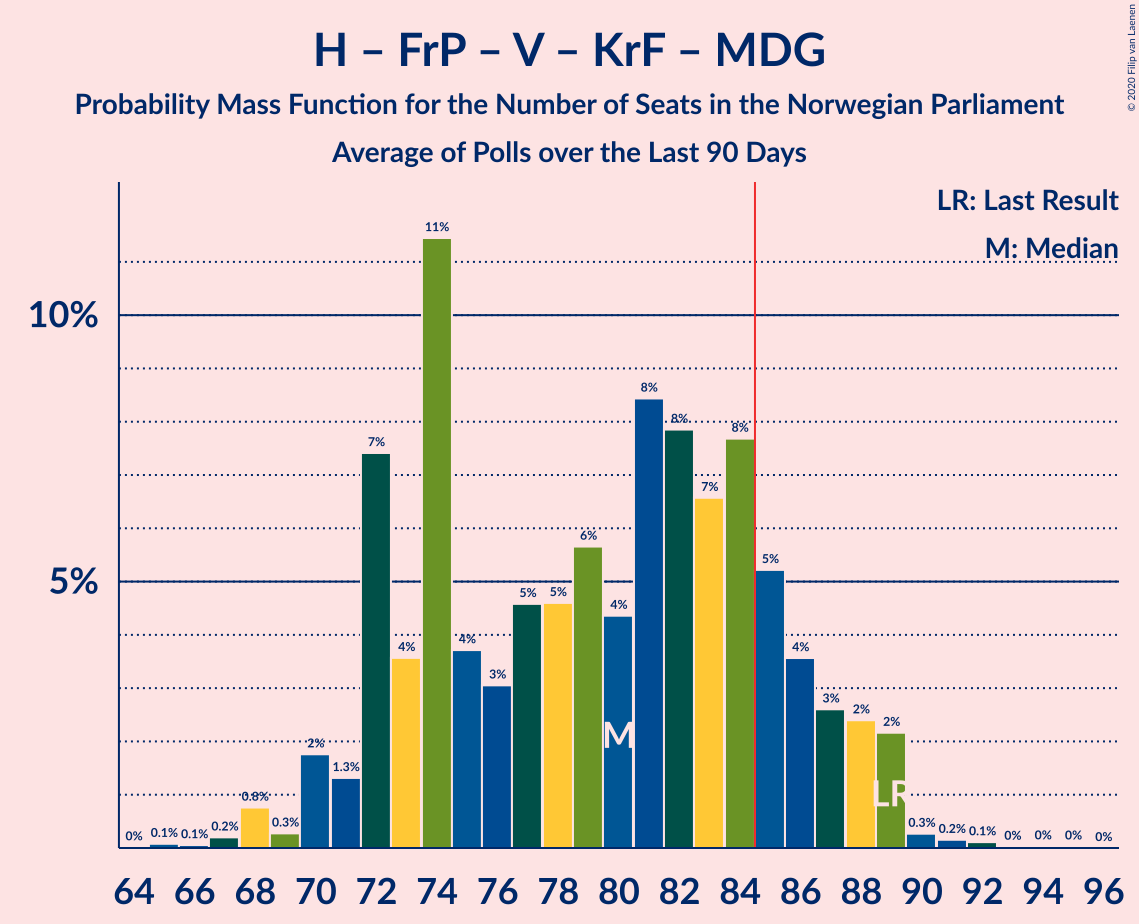 H – FrP – V – KrF – MDG
Probability Mass Function for the Number of Seats in the Norwegian Parliament
Average of Polls over the Last 90 Days
© 2020 Filip van Laenen
LR: Last Result
M: Median
10%
5%
0% 0.1% 0.1% 0.2% 0.8% 0.3% 2% 1.3% 7% 4% 11% 4% 3% 5% 5% 6% 4% 8% 8% 7% 8% 5% 4% 3% 2% 2% 0.3% 0.2% 0.1% 0% 0% 0% 0%
M
LR
64 66 68 70 72 74 76 78 80 82 84 86 88 90 92 94 96